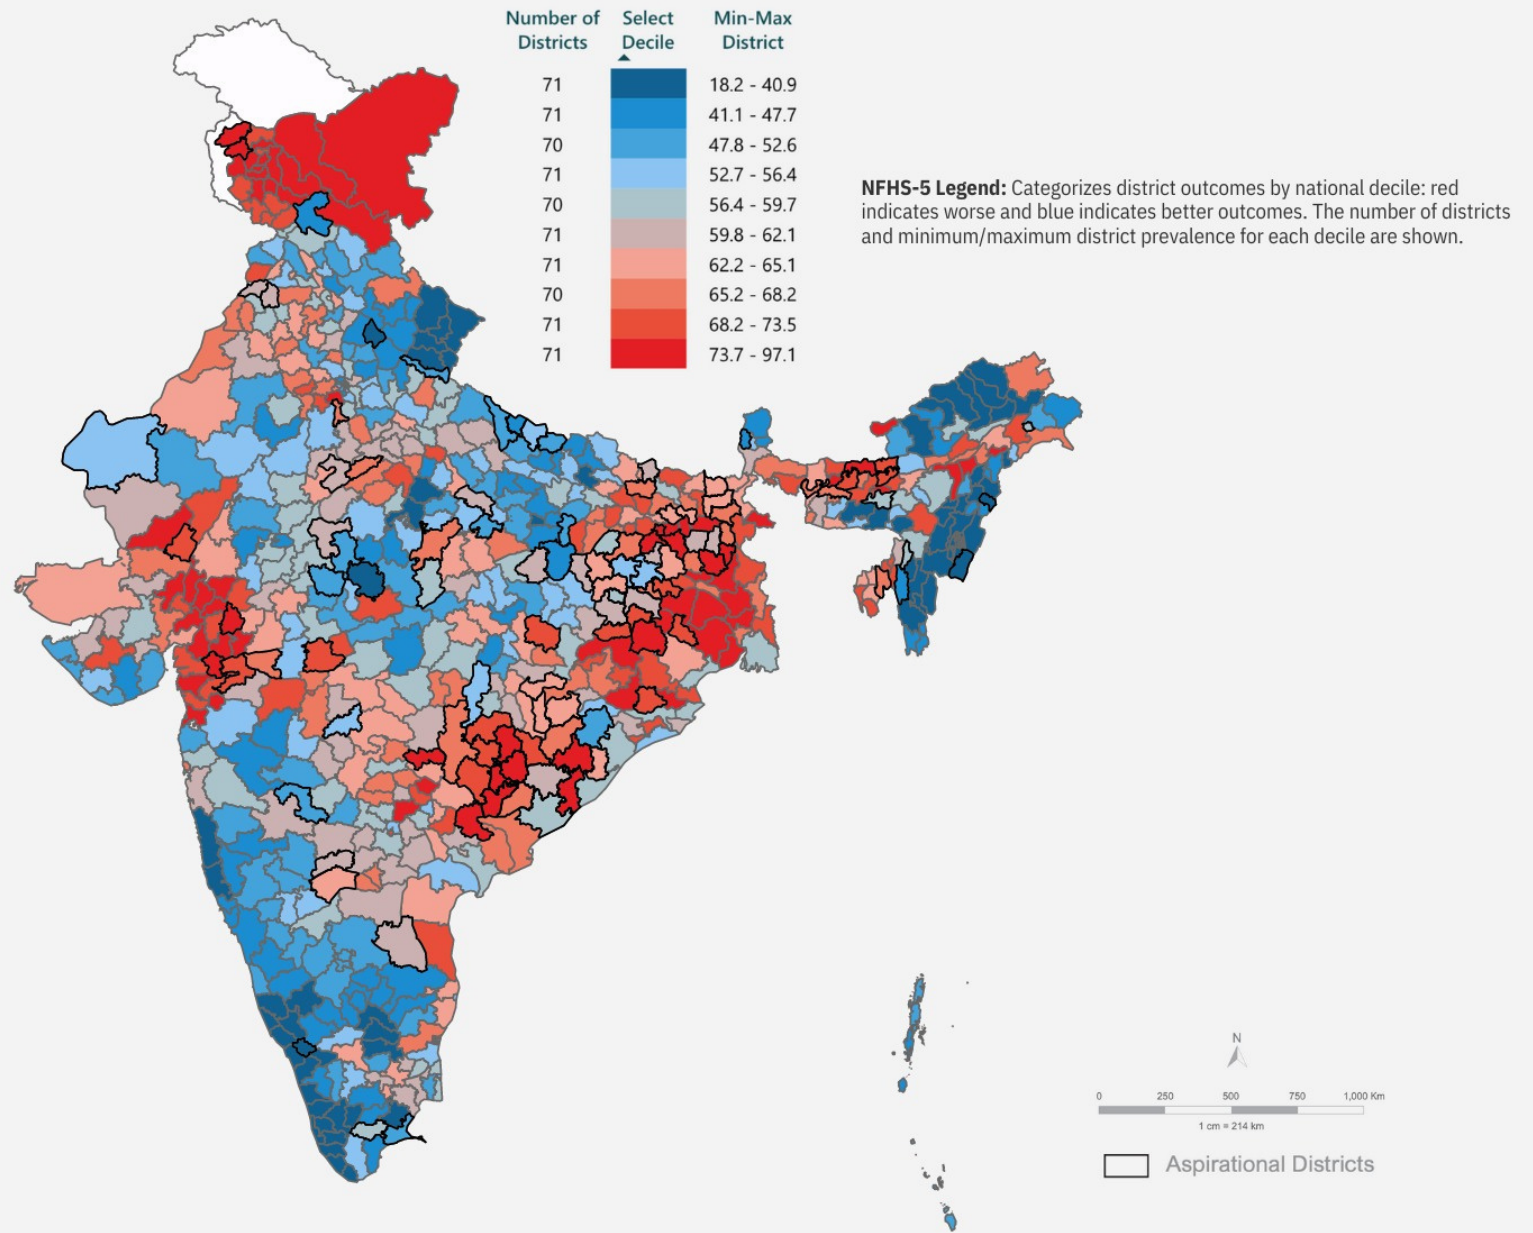 Number of Districts Select Decile Min-Max District
71 18.2 - 40.9
71 41.1 - 47.7
70 47.8 - 52.6
71 52.7 - 56.4
70 56.4 - 59.7
71 59.8 - 62.1
71 62.2 - 65.1
70 65.2 - 68.2
71 68.2 - 73.5
71 73.7 - 97.1
NFHS-5 Legend: Categorizes district outcomes by national decile: red
indicates worse and blue indicates better outcomes. The number of districts
and minimum/maximum district prevalence for each decile are shown.
N
0 250 500 750 1,000 Km
1 cm = 214 km
Aspirational Districts